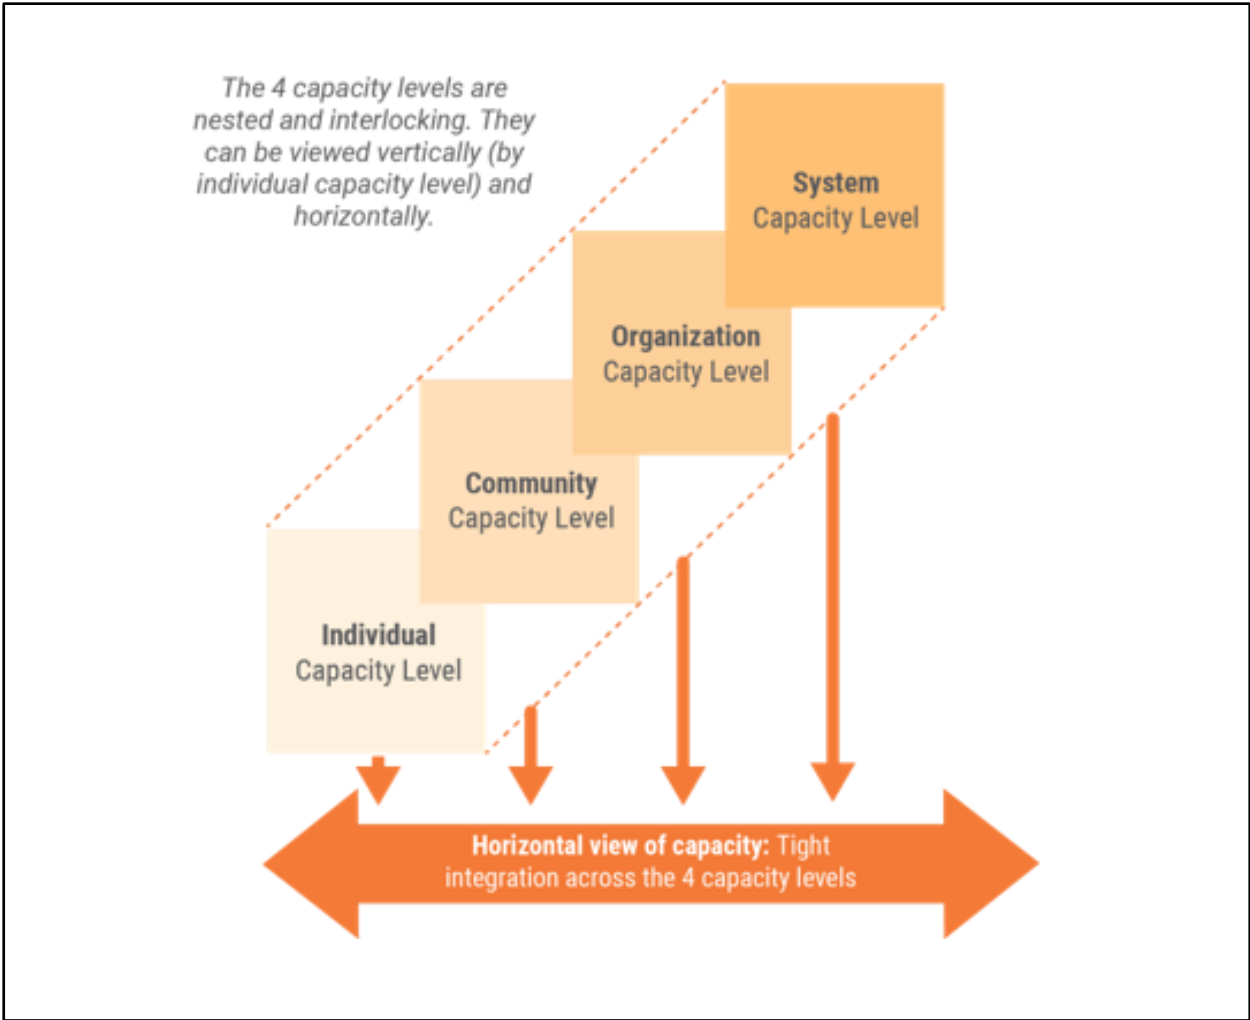 The 4 capacity levels are
nested and interlocking. They
can be viewed vertically (by
individual capacity level) and
horizontally.
System
Capacity Level
Organization
Capacity Level
Community
Capacity Level
Individual
Capacity Level
Horizontal view of capacity: Tight
integration across the 4 capacity levels